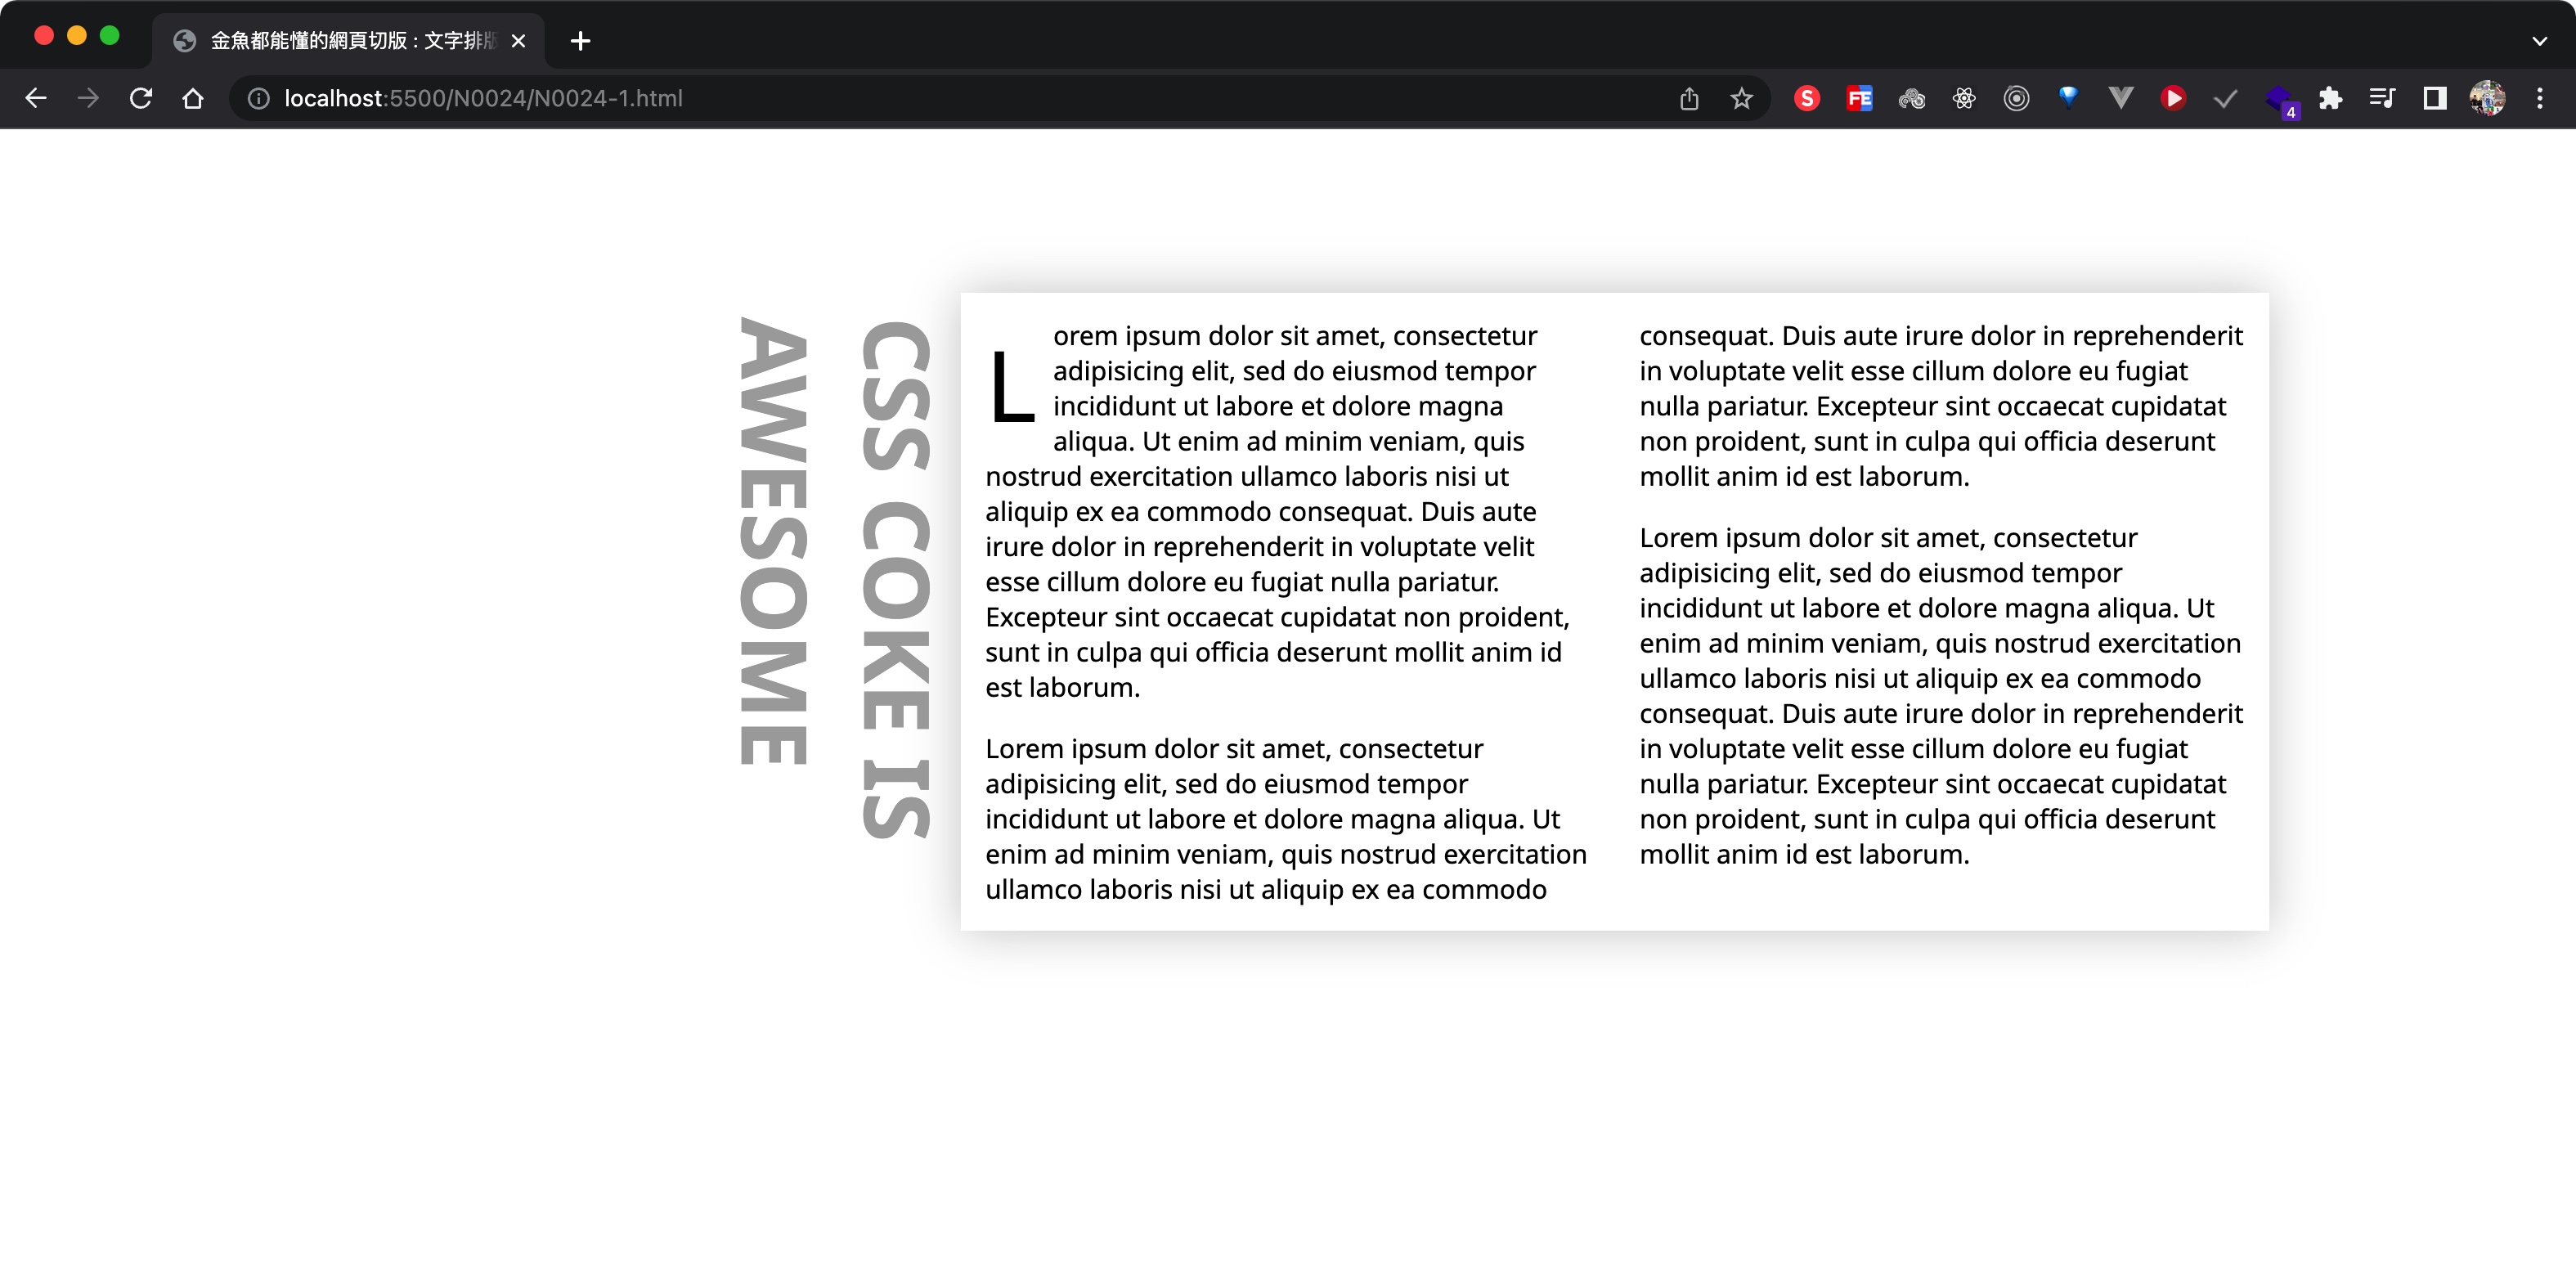 金魚都能懂的網頁切版 : 文字排版
localhost:5500/N0024/N0024-1.html
S
FE
4
CSS COKE IS
AWESOME
Lorem ipsum dolor sit amet, consectetur
adipisicing elit, sed do eiusmod tempor
incididunt ut labore et dolore magna
aliqua. Ut enim ad minim veniam, quis
nostrud exercitation ullamco laboris nisi ut
aliquip ex ea commodo consequat. Duis aute
irure dolor in reprehenderit in voluptate velit
esse cillum dolore eu fugiat nulla pariatur.
Excepteur sint occaecat cupidatat non proident,
sunt in culpa qui officia deserunt mollit anim id
est laborum.
Lorem ipsum dolor sit amet, consectetur
adipisicing elit, sed do eiusmod tempor
incididunt ut labore et dolore magna aliqua. Ut
enim ad minim veniam, quis nostrud exercitation
ullamco laboris nisi ut aliquip ex ea commodo
consequat. Duis aute irure dolor in reprehenderit
in voluptate velit esse cillum dolore eu fugiat
nulla pariatur. Excepteur sint occaecat cupidatat
non proident, sunt in culpa qui officia deserunt
mollit anim id est laborum.
Lorem ipsum dolor sit amet, consectetur
adipisicing elit, sed do eiusmod tempor
incididunt ut labore et dolore magna aliqua. Ut
enim ad minim veniam, quis nostrud exercitation
ullamco laboris nisi ut aliquip ex ea commodo
consequat. Duis aute irure dolor in reprehenderit
in voluptate velit esse cillum dolore eu fugiat
nulla pariatur. Excepteur sint occaecat cupidatat
non proident, sunt in culpa qui officia deserunt
mollit anim id est laborum.